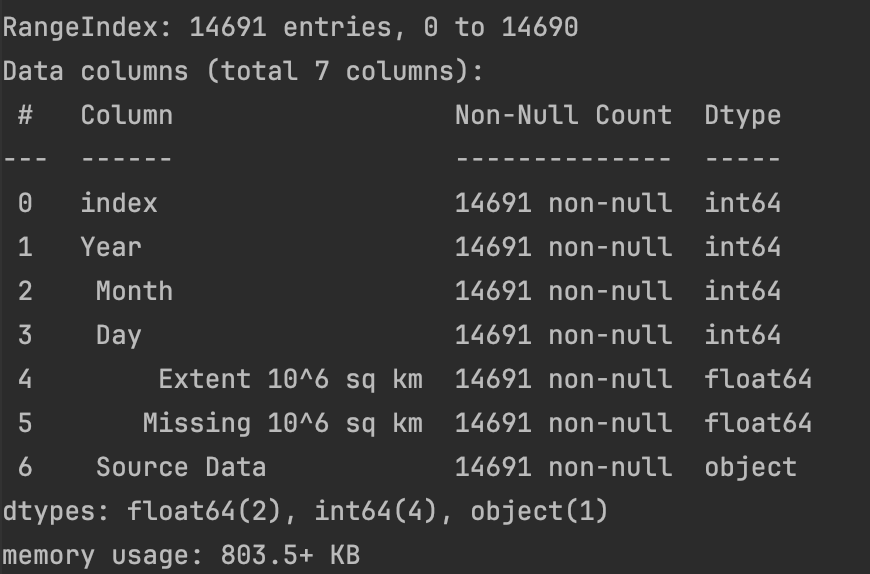 RangeIndex: 14691 entries, 0 to 14690
Data columns (total 7 columns):
 #   Column                  Non-Null Count  Dtype
---  ------                  --------------  -----
 0   index                   14691 non-null  int64
 1   Year                    14691 non-null  int64
 2    Month                  14691 non-null  int64
 3    Day                    14691 non-null  int64
 4        Extent 10^6 sq km  14691 non-null  float64
 5       Missing 10^6 sq km  14691 non-null  float64
 6    Source Data            14691 non-null  object
dtypes: float64(2), int64(4), object(1)
memory usage: 803.5+ KB